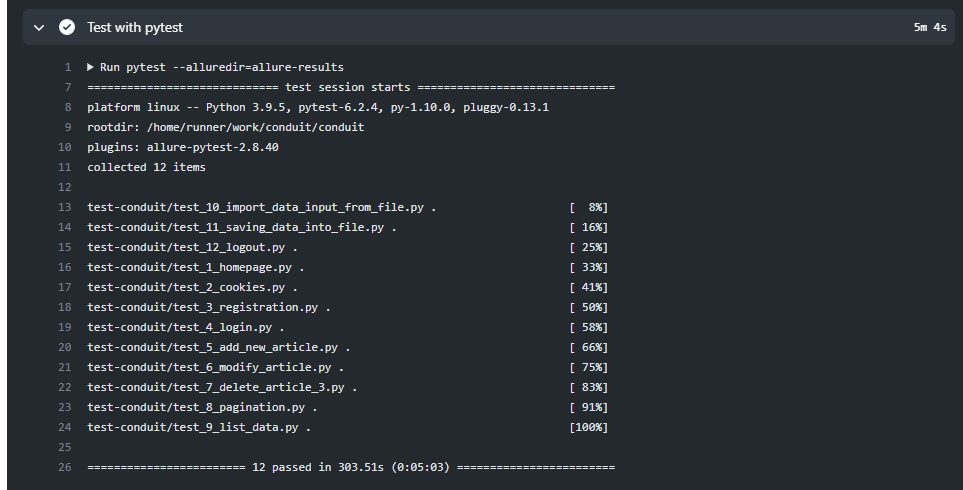 Test with pytest 5m 4s
1 ▶ Run pytest --alluredir=allure-results
7 ============================= test session starts ==============================
8 platform linux -- Python 3.9.5, pytest-6.2.4, py-1.10.0, pluggy-0.13.1
9 rootdir: /home/runner/work/conduit/conduit
10 plugins: allure-pytest-2.8.40
11 collected 12 items
12
13 test-conduit/test_10_import_data_input_from_file.py . [  8%]
14 test-conduit/test_11_saving_data_into_file.py . [ 16%]
15 test-conduit/test_12_logout.py . [ 25%]
16 test-conduit/test_1_homepage.py . [ 33%]
17 test-conduit/test_2_cookies.py . [ 41%]
18 test-conduit/test_3_registration.py . [ 50%]
19 test-conduit/test_4_login.py . [ 58%]
20 test-conduit/test_5_add_new_article.py . [ 66%]
21 test-conduit/test_6_modify_article.py . [ 75%]
22 test-conduit/test_7_delete_article_3.py . [ 83%]
23 test-conduit/test_8_pagination.py . [ 91%]
24 test-conduit/test_9_list_data.py . [100%]
25
26 ======================== 12 passed in 303.51s (0:05:03) ========================